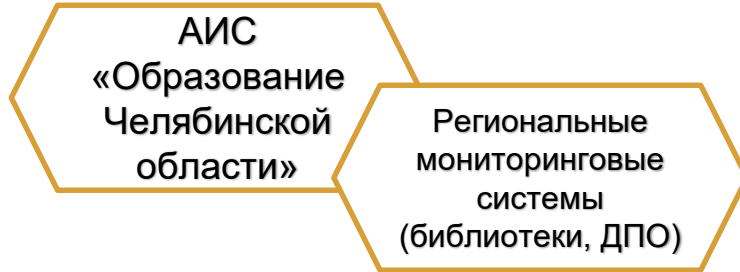 АИС
«Образование
Челябинской
области»
Региональные
мониторинговые
системы
(библиотеки, ДПО)